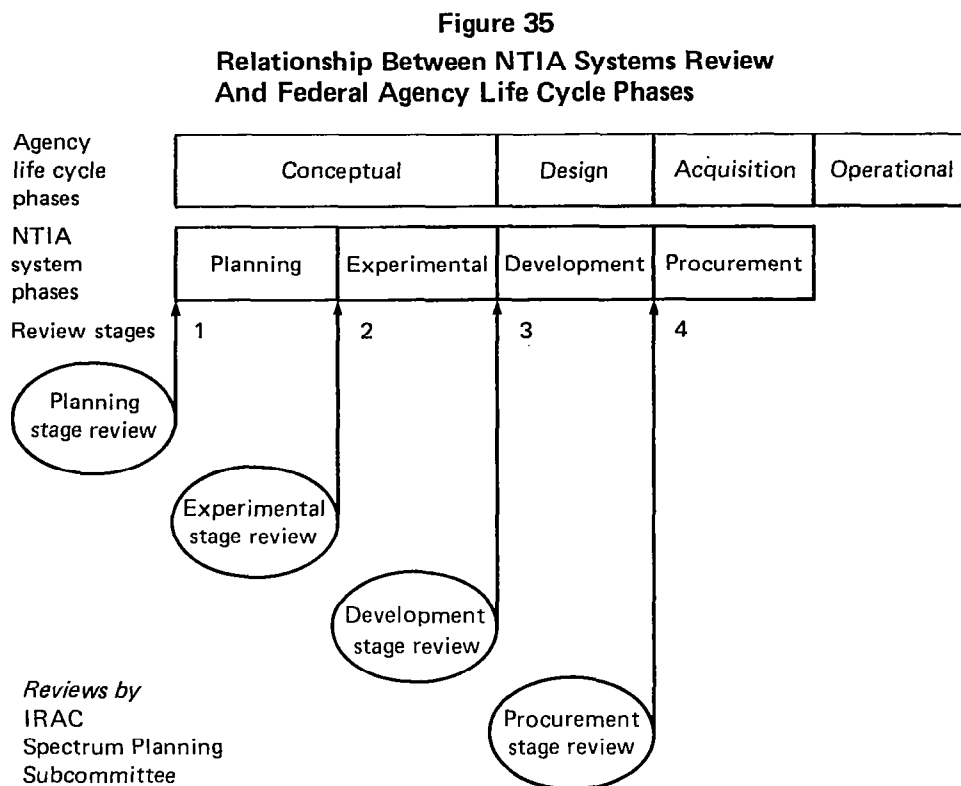 Figure 35
Relationship Between NTIA Systems Review
And Federal Agency Life Cycle Phases
Agency
life cycle
phases
Conceptual
Design
Acquisition
Operational
NTIA
system
phases
Planning
Experimental
Development
Procurement
Review stages
1
2
3
4
Planning
stage review
Experimental
stage review
Development
stage review
Procurement
stage review
Reviews by
IRAC
Spectrum Planning
Subcommittee